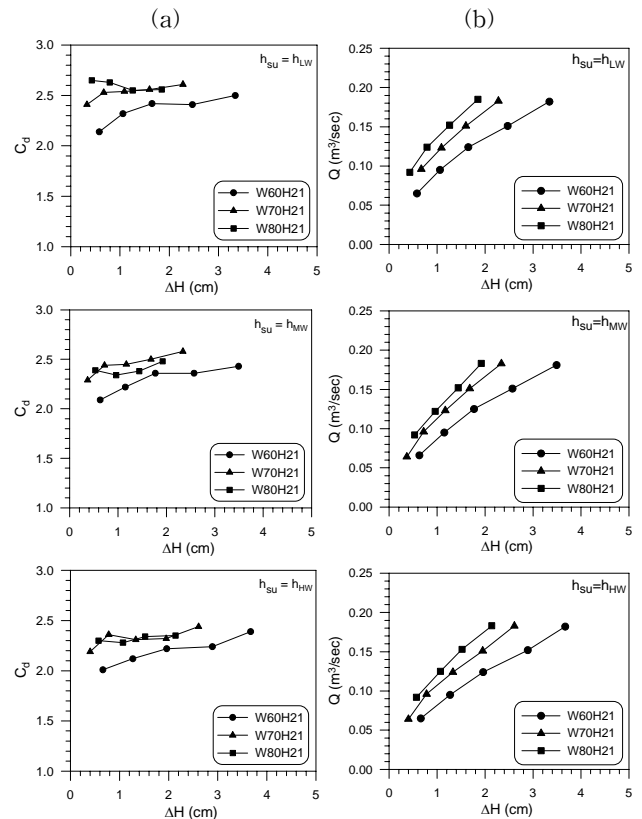 (a)
(b)
3.0
2.5
2.0
1.5
1.0
C_d
h_su = h_LW
W60H21
W70H21
W80H21
0 1 2 3 4 5
ΔH (cm)
0.25
0.20
0.15
0.10
0.05
0.00
Q (m³/sec)
h_su=h_LW
W60H21
W70H21
W80H21
0 1 2 3 4 5
ΔH (cm)
3.0
2.5
2.0
1.5
1.0
C_d
h_su = h_MW
W60H21
W70H21
W80H21
0 1 2 3 4 5
ΔH (cm)
0.25
0.20
0.15
0.10
0.05
0.00
Q (m³/sec)
h_su=h_MW
W60H21
W70H21
W80H21
0 1 2 3 4 5
ΔH (cm)
3.0
2.5
2.0
1.5
1.0
C_d
h_su = h_HW
W60H21
W70H21
W80H21
0 1 2 3 4 5
ΔH (cm)
0.25
0.20
0.15
0.10
0.05
0.00
Q (m³/sec)
h_su=h_HW
W60H21
W70H21
W80H21
0 1 2 3 4 5
ΔH (cm)